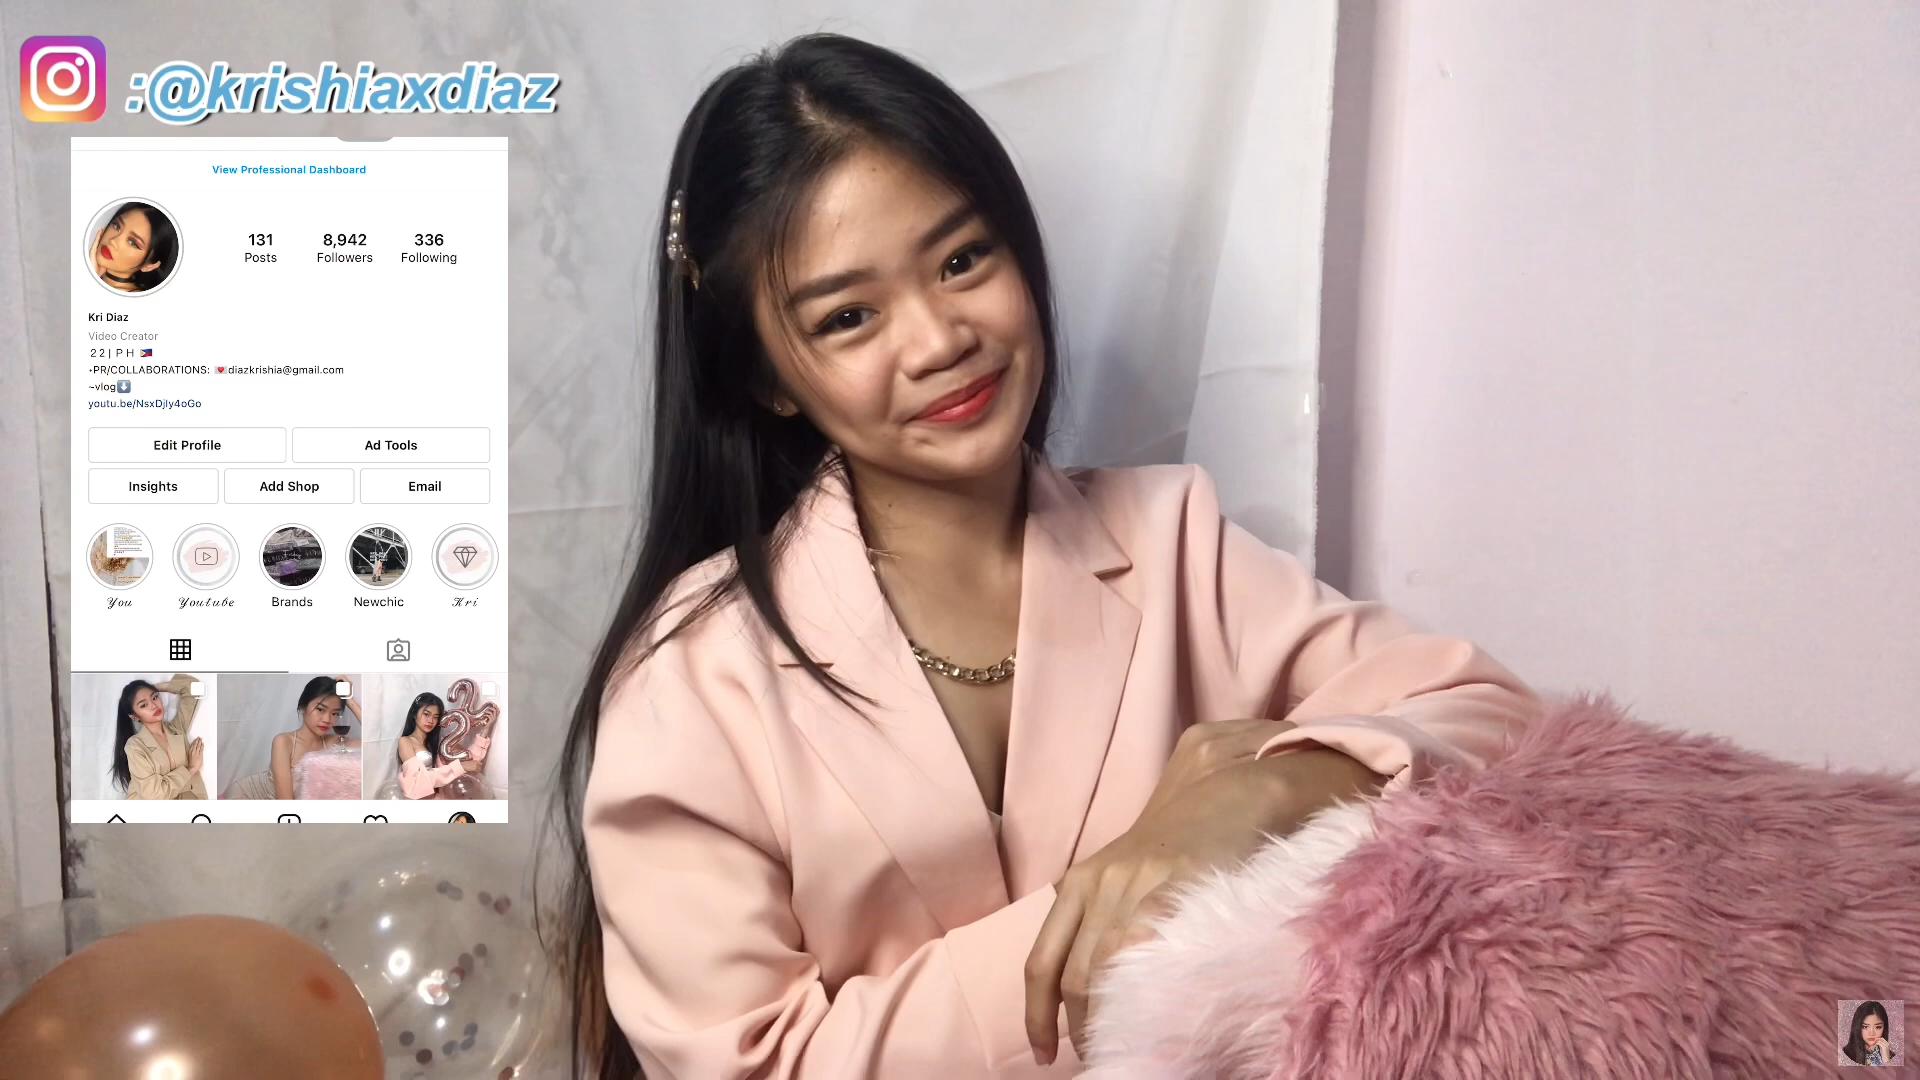 :@krishiaxdiaz
View Professional Dashboard
131
Posts
8,942
Followers
336
Following
Kri Diaz
Video Creator
22| PH 🇵🇭
•PR/COLLABORATIONS: 💌diazkrishia@gmail.com
~vlog⬇️
youtu.be/NsxDjly4oGo
Edit Profile
Ad Tools
Insights
Add Shop
Email
𝒴𝑜𝓊
𝒴𝑜𝓊𝓉𝓊𝒷𝑒
Brands
Newchic
𝒦𝓇𝒾
22